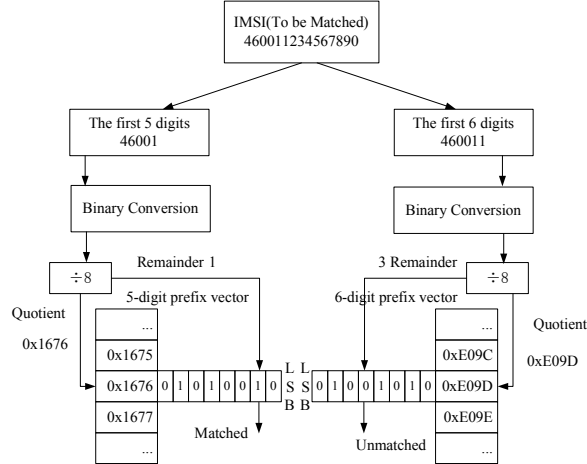 IMSI(To be Matched)
460011234567890
The first 5 digits
46001
The first 6 digits
460011
Binary Conversion
Binary Conversion
÷8
Remainder 1
3 Remainder
÷8
5-digit prefix vector
6-digit prefix vector
Quotient
0x1676
Quotient
0xE09D
...
0x1675
0x1676
0x1677
...
0 1 0 1 0 0 1 0
LSB
LSB
0 1 0 0 1 0 1 0
...
0xE09C
0xE09D
0xE09E
...
Matched
Unmatched